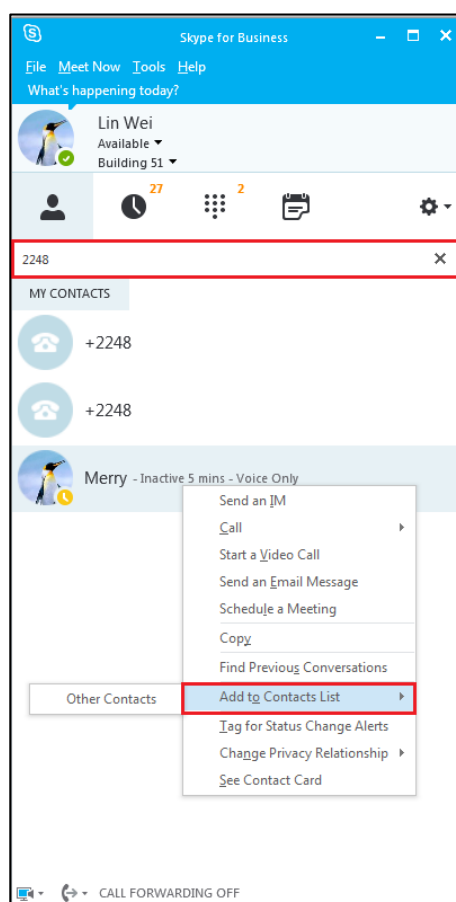 Skype for Business
File Meet Now Tools Help
What's happening today?
Lin Wei
Available
Building 51
27 2
2248
MY CONTACTS
+2248
+2248
Merry - Inactive 5 mins - Voice Only
Send an IM
Call
Start a Video Call
Send an Email Message
Schedule a Meeting
Copy
Find Previous Conversations
Other Contacts Add to Contacts List
Tag for Status Change Alerts
Change Privacy Relationship
See Contact Card
CALL FORWARDING OFF